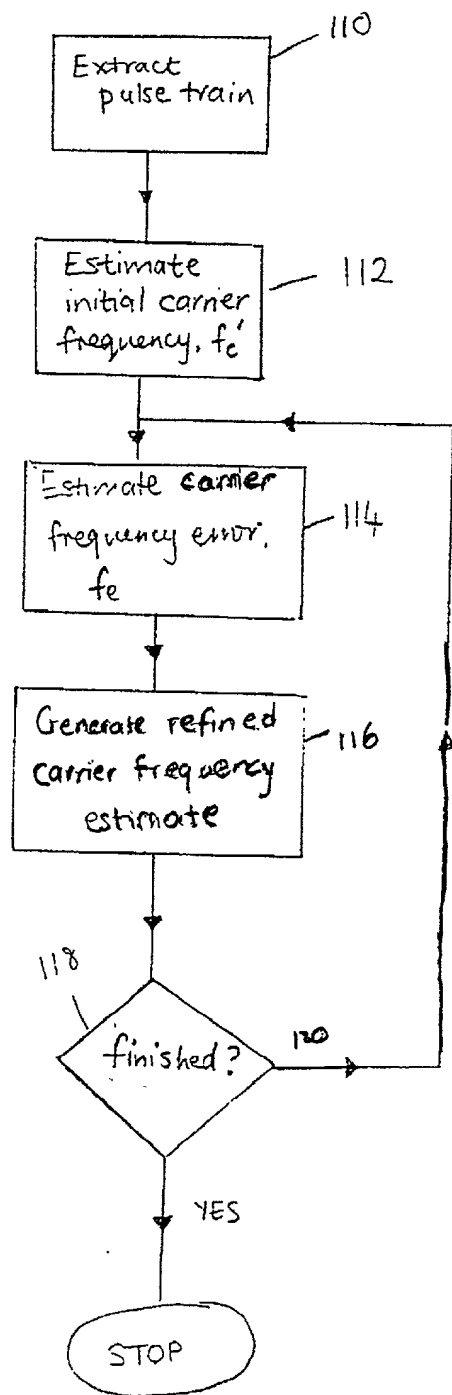 110
Extract
pulse train
112
Estimate
initial carrier
frequency, fc'
Estimate carrier
frequency error,
fe
114
Generate refined
carrier frequency
estimate
116
118
finished?
YES
STOP